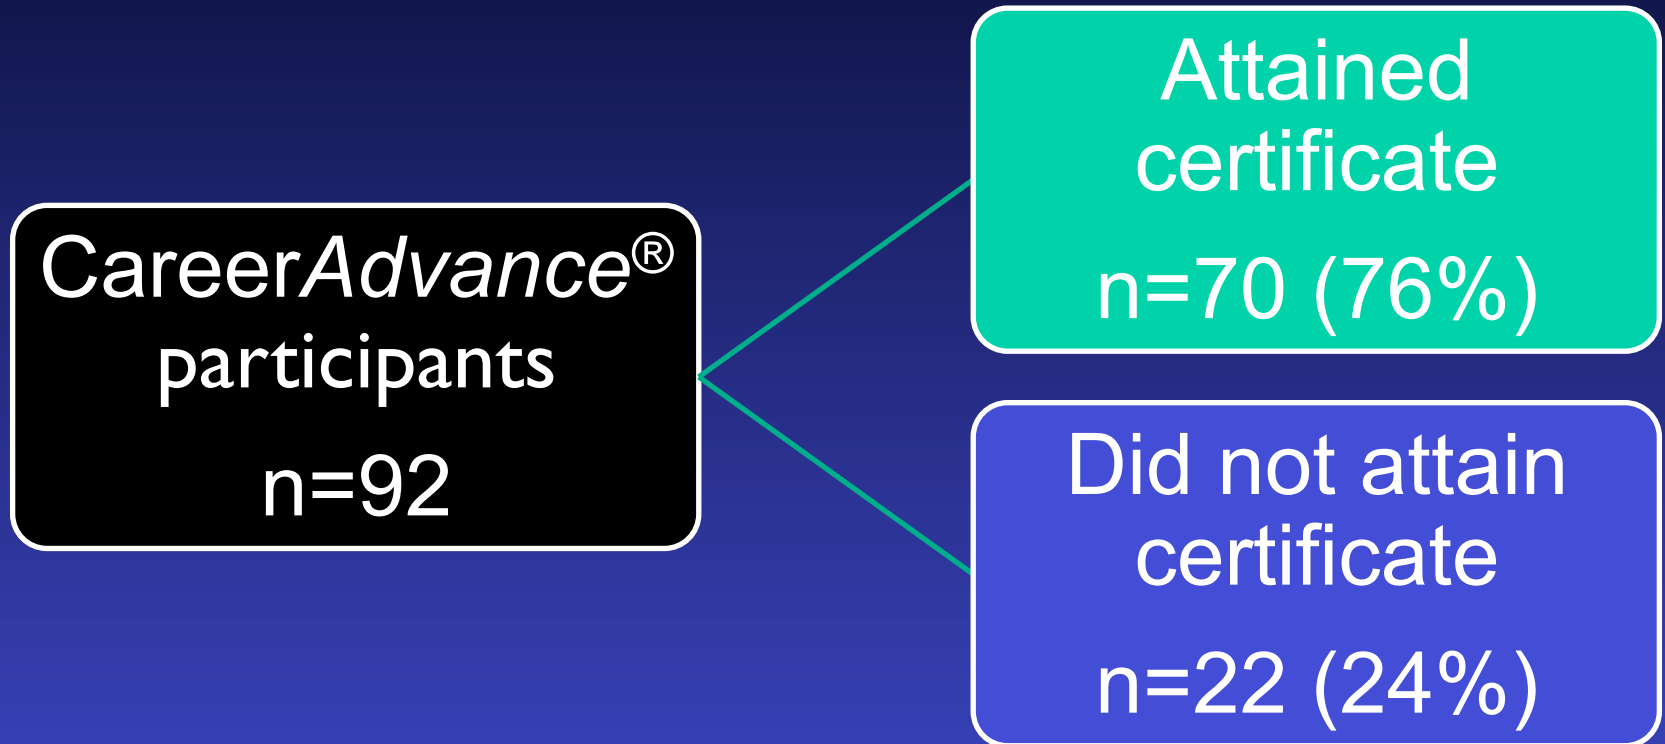 CareerAdvance®
participants
n=92
Attained
certificate
n=70 (76%)
Did not attain
certificate
n=22 (24%)